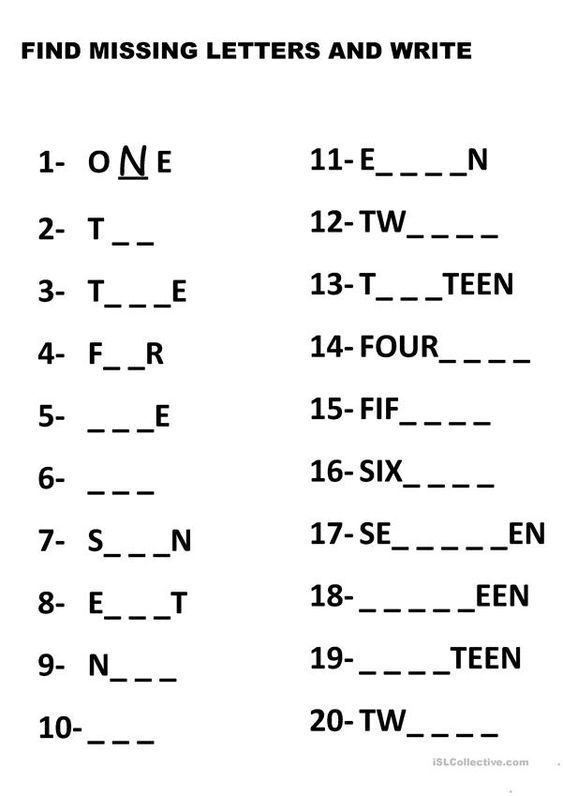 FIND MISSING LETTERS AND WRITE
1- O N E
2- T _ _
3- T_ _ _E
4- F_ _R
5- _ _ _E
6- _ _ _
7- S_ _ _N
8- E_ _ _T
9- N_ _ _
10-_ _ _
11-E_ _ _ _N
12-TW_ _ _ _
13-T_ _ _TEEN
14-FOUR_ _ _ _
15-FIF_ _ _ _
16-SIX_ _ _ _
17-SE_ _ _ _ _EN
18-_ _ _ _ _EEN
19-_ _ _ _TEEN
20-TW_ _ _ _
iSLCollective.com